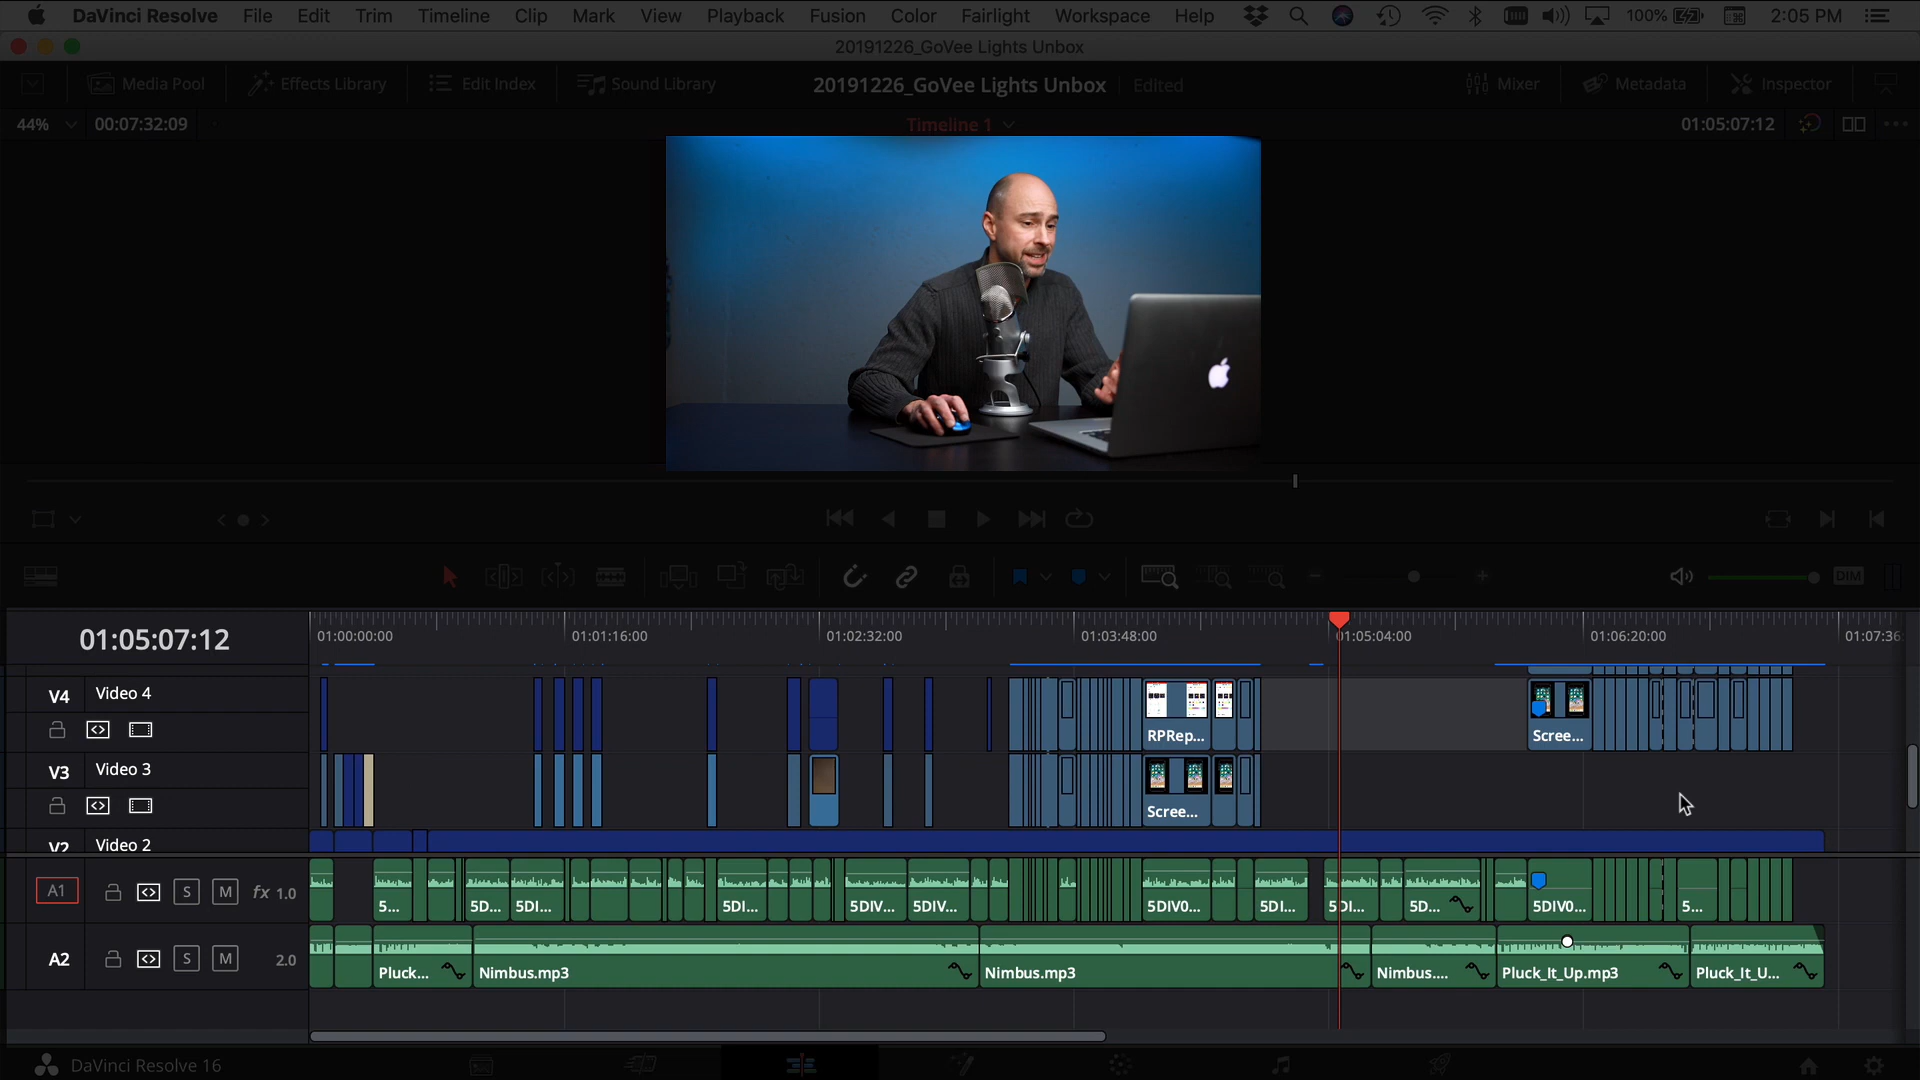 DaVinci Resolve File Edit Trim Timeline Clip Mark View Playback Fusion Color Fairlight Workspace Help 100% 2:05 PM
20191226_GoVee Lights Unbox
Media Pool Effects Library Edit Index Sound Library 20191226_GoVee Lights Unbox Edited Mixer Metadata Inspector
44% 00:07:32:09 Timeline 1 01:05:07:12
DIM
01:05:07:12 01:00:00:00 01:01:16:00 01:02:32:00 01:03:48:00 01:05:04:00 01:06:20:00 01:07:36:
V4 Video 4
RPRep... Scree...
V3 Video 3
Scree...
V2 Video 2
A1 S M fx 1.0
5... 5D... 5DI... 5DI... 5DIV... 5DIV... 5DIV0... 5DI... 5DI... 5D... 5DIV0... 5...
A2 S M 2.0
Pluck... Nimbus.mp3 Nimbus.mp3 Nimbus.... Pluck_It_Up.mp3 Pluck_It_U...
DaVinci Resolve 16